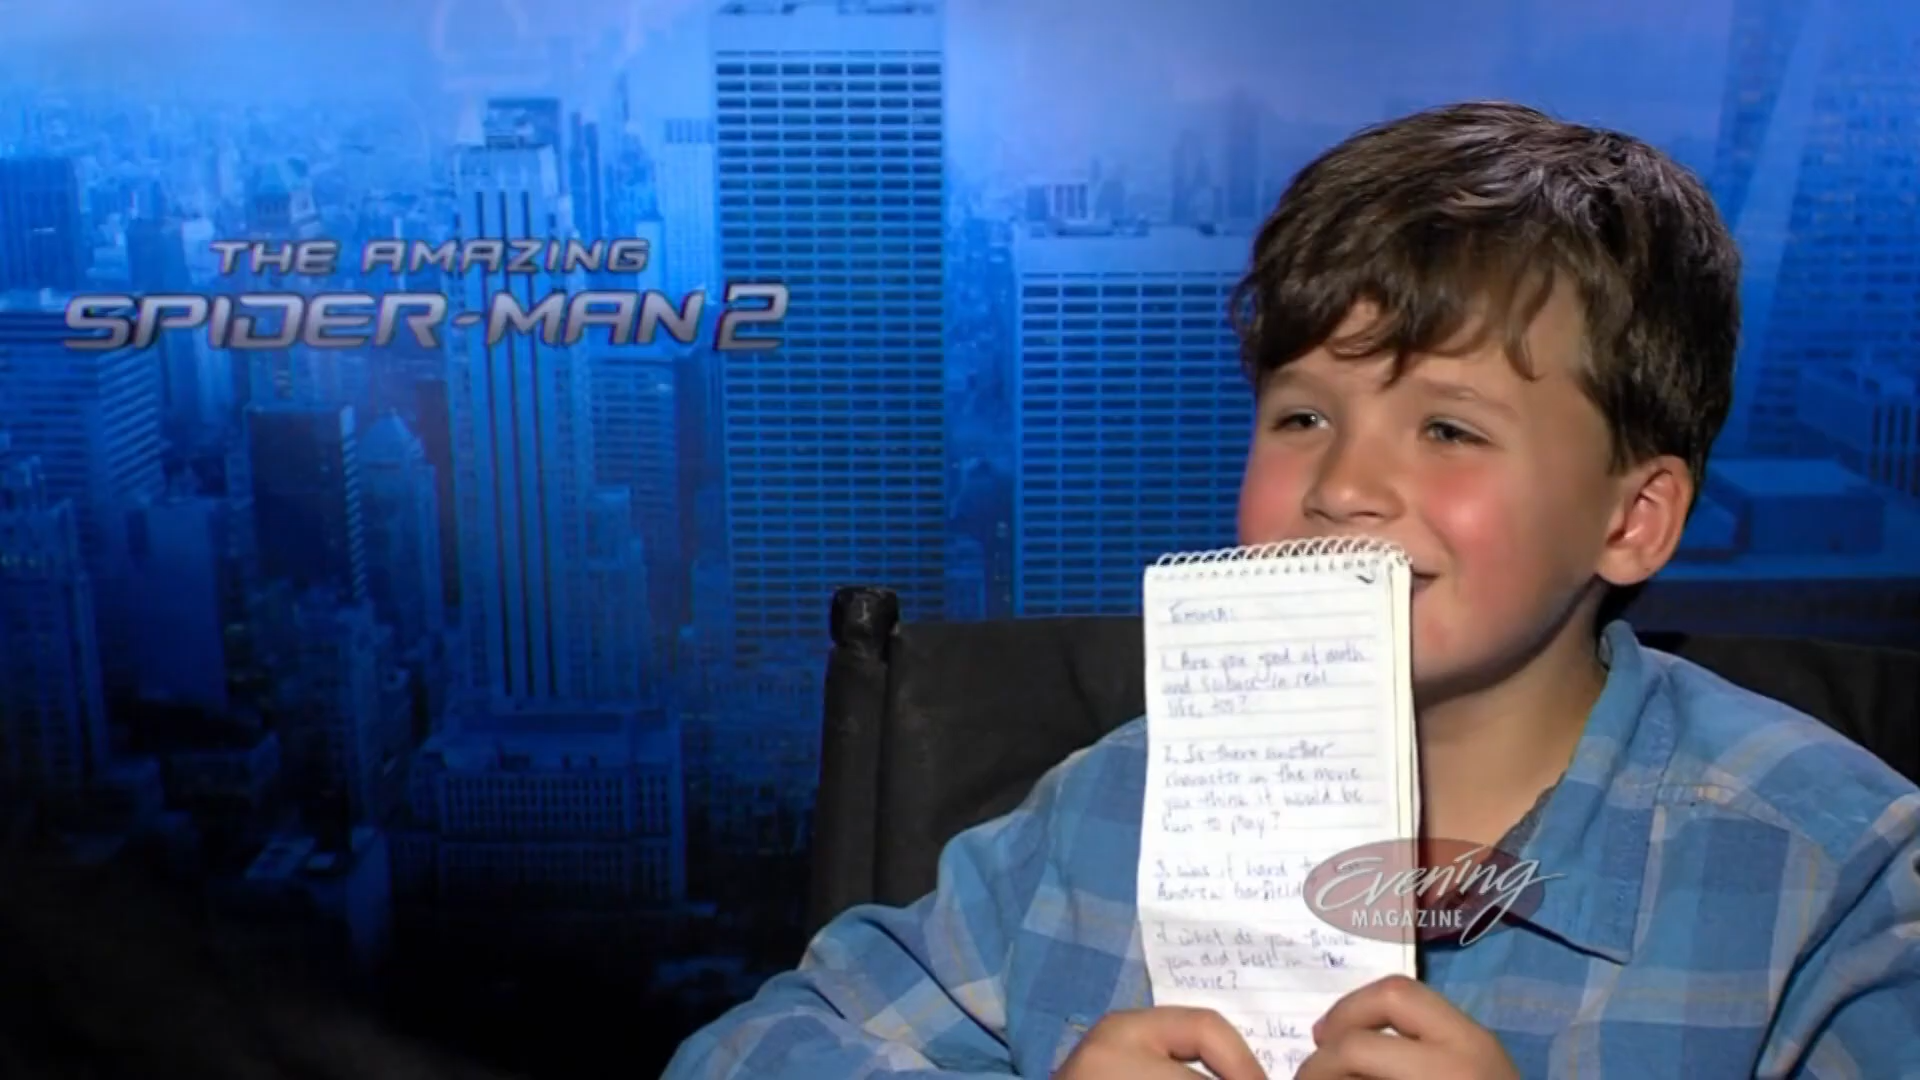 THE AMAZING
SPIDER-MAN 2
Emma:
1. Are you good at math
and science in real
life, too?
2. Is there another
character in the movie
you think it would be
fun to play?
3. was it hard
Andrew Garfield
4. What do you think
you did best in the
movie?
like
Evening
MAGAZINE